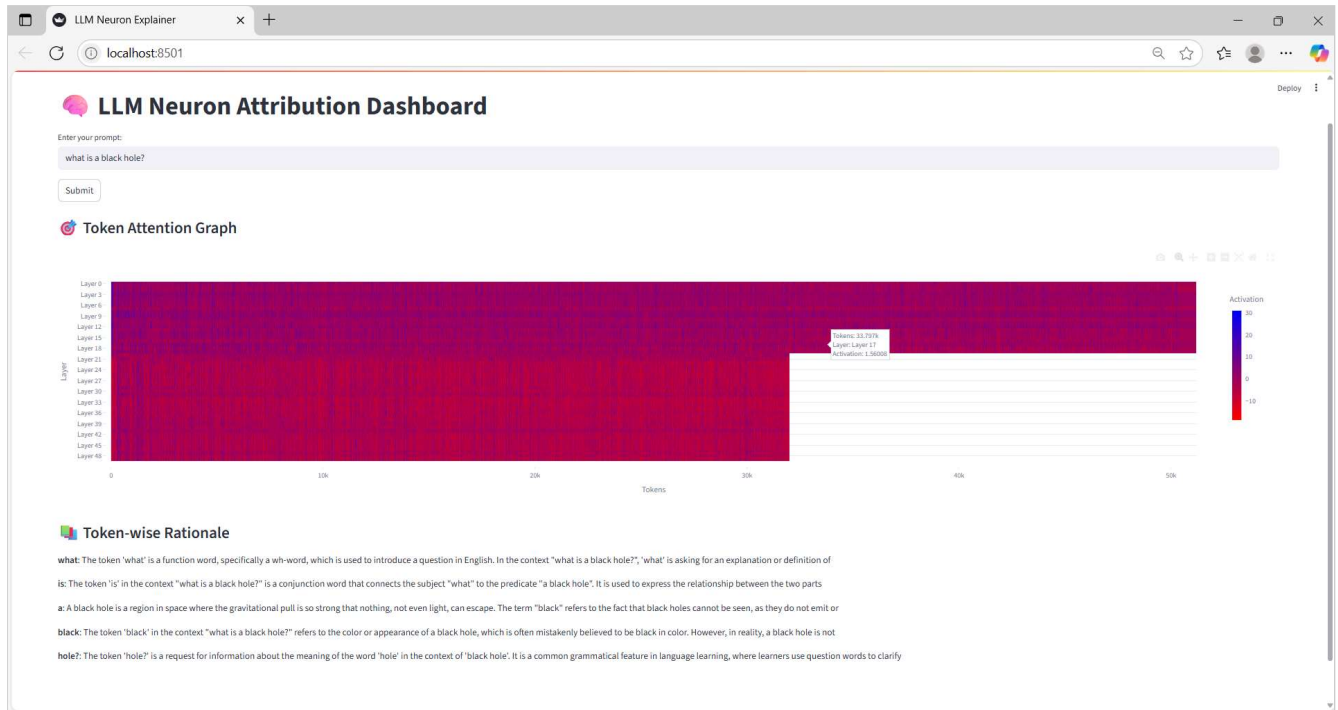 LLM Neuron Explainer
localhost:8501
Deploy
LLM Neuron Attribution Dashboard
Enter your prompt:
what is a black hole?
Submit
Token Attention Graph
Layer
Layer 0
Layer 3
Layer 6
Layer 9
Layer 12
Layer 15
Layer 18
Layer 21
Layer 24
Layer 27
Layer 30
Layer 33
Layer 36
Layer 39
Layer 42
Layer 45
Layer 48
Tokens: 33.797k
Layer: Layer 17
Activation: 1.56008
Activation
30
20
10
0
−10
0 10k 20k 30k 40k 50k
Tokens
Token-wise Rationale
what: The token 'what' is a function word, specifically a wh-word, which is used to introduce a question in English. In the context "what is a black hole?", 'what' is asking for an explanation or definition of
is: The token 'is' in the context "what is a black hole?" is a conjunction word that connects the subject "what" to the predicate "a black hole". It is used to express the relationship between the two parts
a: A black hole is a region in space where the gravitational pull is so strong that nothing, not even light, can escape. The term "black" refers to the fact that black holes cannot be seen, as they do not emit or
black: The token 'black' in the context "what is a black hole?" refers to the color or appearance of a black hole, which is often mistakenly believed to be black in color. However, in reality, a black hole is not
hole?: The token 'hole?' is a request for information about the meaning of the word 'hole' in the context of 'black hole'. It is a common grammatical feature in language learning, where learners use question words to clarify